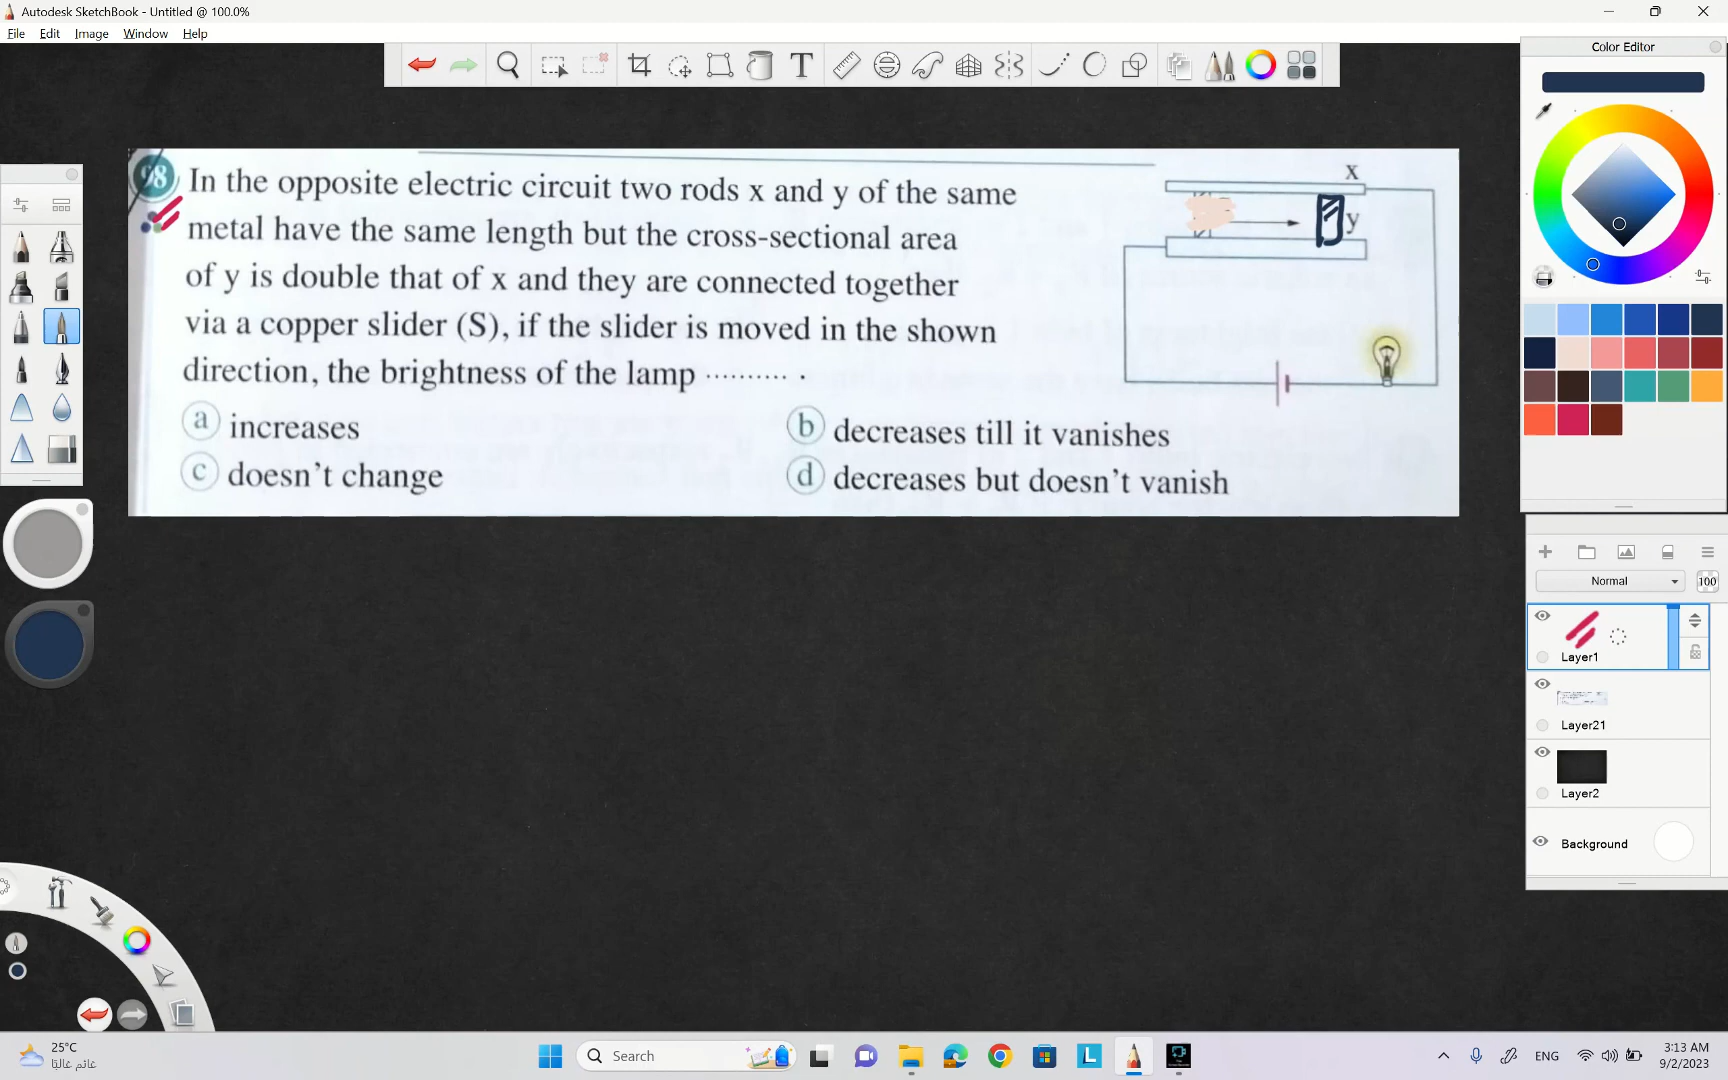 Autodesk SketchBook - Untitled @ 100.0%
File Edit Image Window Help
Color Editor
98 In the opposite electric circuit two rods x and y of the same
metal have the same length but the cross-sectional area
of y is double that of x and they are connected together
via a copper slider (S), if the slider is moved in the shown
direction, the brightness of the lamp ........... .
a increases
b decreases till it vanishes
c doesn't change
d decreases but doesn't vanish
x
y
Normal
100
Layer1
Layer21
Layer2
Background
25°C
غائم غالبًا
Search
ENG
3:13 AM
9/2/2023